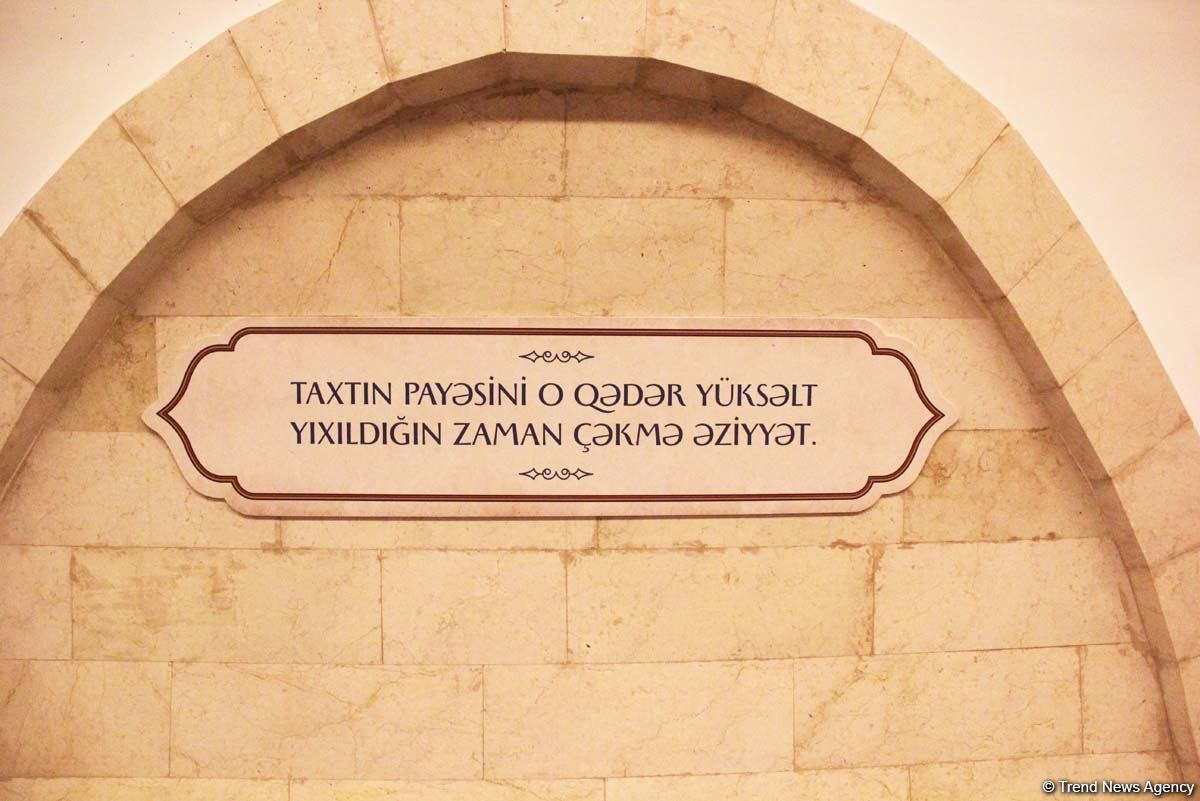 TAXTIN PAYƏSİNİ O QƏDƏR YÜKSƏLT
YIXILDIĞIN ZAMAN ÇƏKMƏ ƏZİYYƏT.
© Trend News Agency